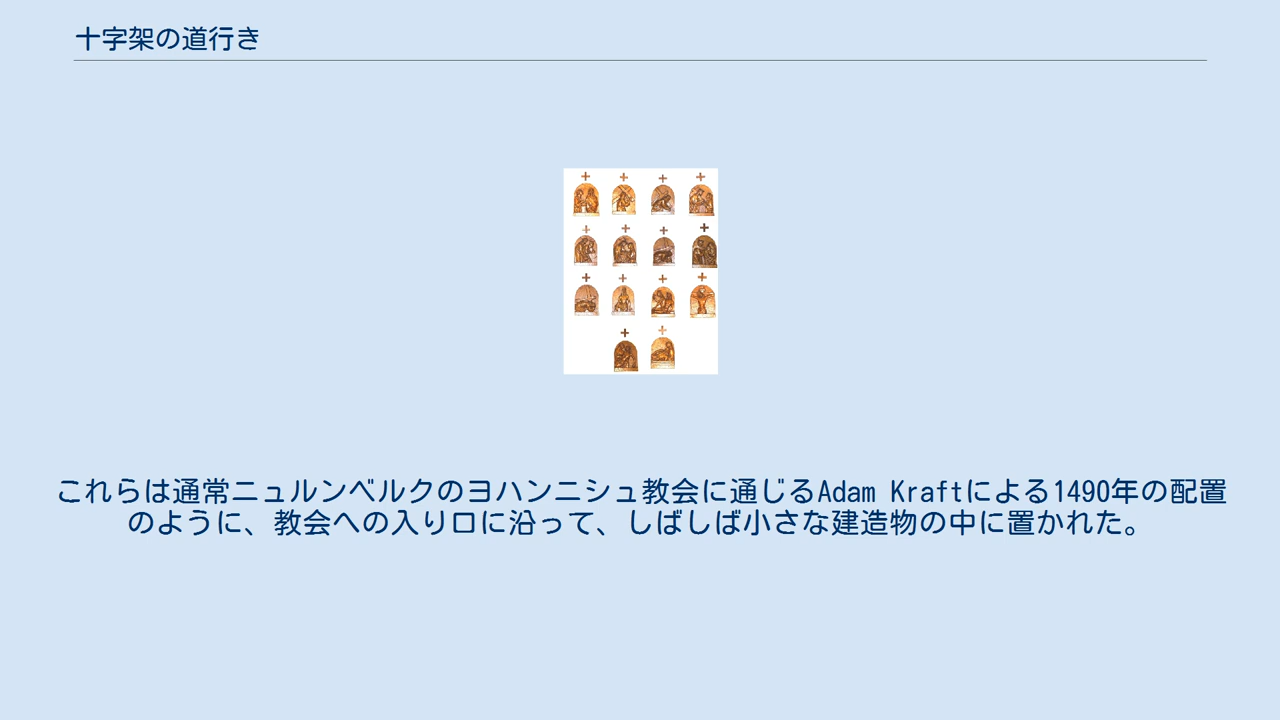 十字架の道行き
これらは通常ニュルンベルクのヨハンニシュ教会に通じるAdam Kraftによる1490年の配置
のように、教会への入り口に沿って、しばしば小さな建造物の中に置かれた。